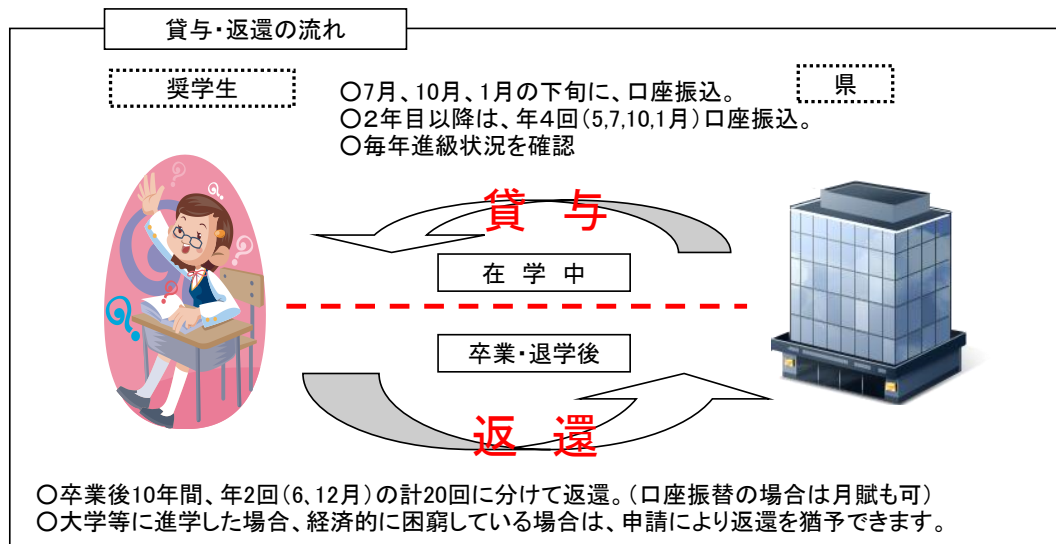 貸与・返還の流れ
奨学生
県
○7月、10月、1月の下旬に、口座振込。
○２年目以降は、年４回（5,7,10,1月）口座振込。
○毎年進級状況を確認
貸　与
在 学 中
卒業・退学後
返　還
○卒業後10年間、年2回（6、12月）の計20回に分けて返還。（口座振替の場合は月賦も可）
○大学等に進学した場合、経済的に困窮している場合は、申請により返還を猶予できます。